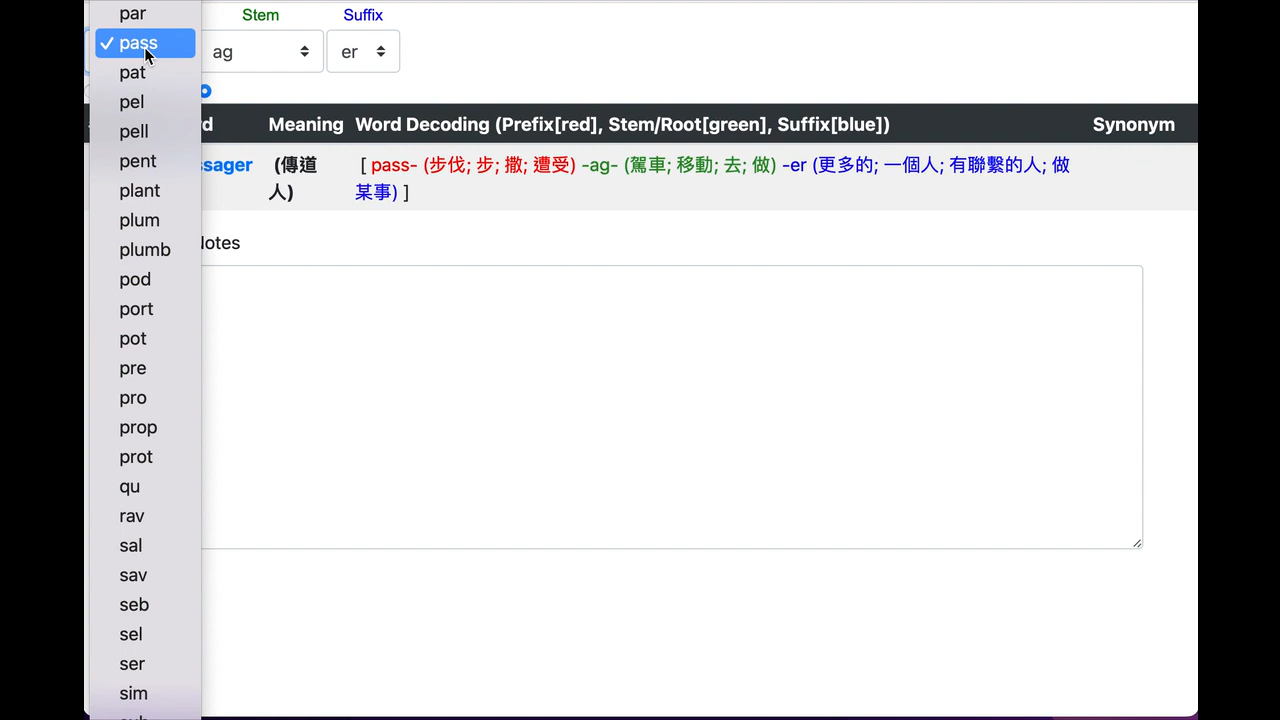 par
Stem Suffix
✓ pass
ag er
pat
pel
Meaning Word Decoding (Prefix[red], Stem/Root[green], Suffix[blue]) Synonym
pell
pent
ssager (傳道人) [ pass- (步伐; 步; 撒; 遭受) -ag- (駕車; 移動; 去; 做) -er (更多的; 一個人; 有聯繫的人; 做
某事) ]
plant
plum
plumb
pod
port
pot
pre
pro
prop
prot
qu
rav
sal
sav
seb
sel
ser
sim